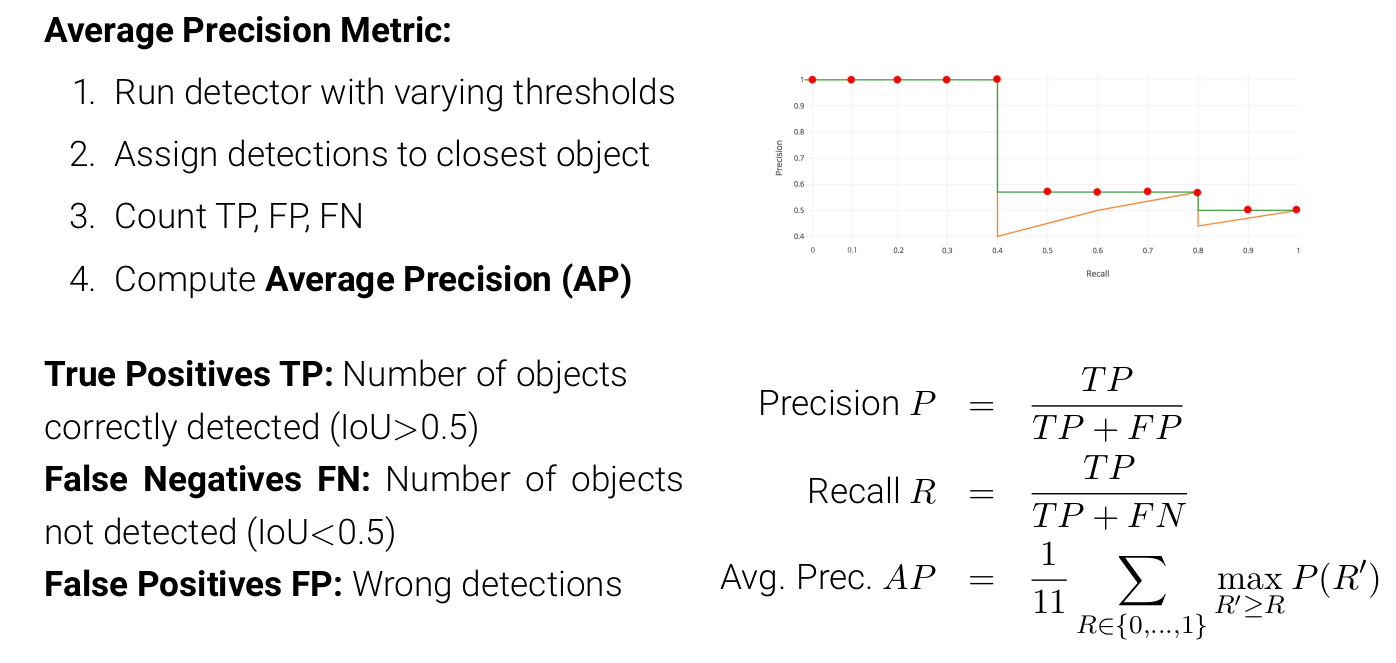 Average Precision Metric:
1. Run detector with varying thresholds
2. Assign detections to closest object
3. Count TP, FP, FN
4. Compute Average Precision (AP)
1
0.9
0.8
0.7
0.6
0.5
0.4
Precision
0 0.1 0.2 0.3 0.4 0.5 0.6 0.7 0.8 0.9 1
Recall
True Positives TP: Number of objects
correctly detected (IoU>0.5)
False Negatives FN: Number of objects
not detected (IoU<0.5)
False Positives FP: Wrong detections
Precision P = \frac{TP}{TP + FP}
Recall R = \frac{TP}{TP + FN}
Avg. Prec. AP = \frac{1}{11} \sum_{R∈{0,...,1}} \max_{R'≥R} P(R')